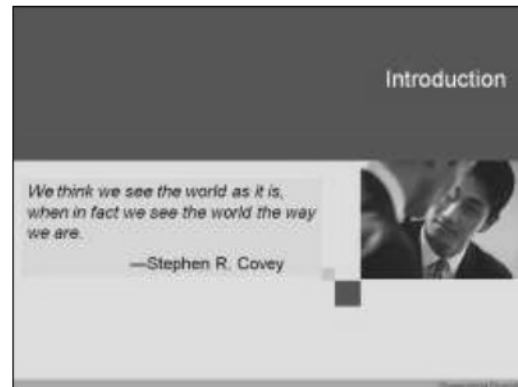 Introduction
We think we see the world as it is,
when in fact we see the world the way
we are.
—Stephen R. Covey